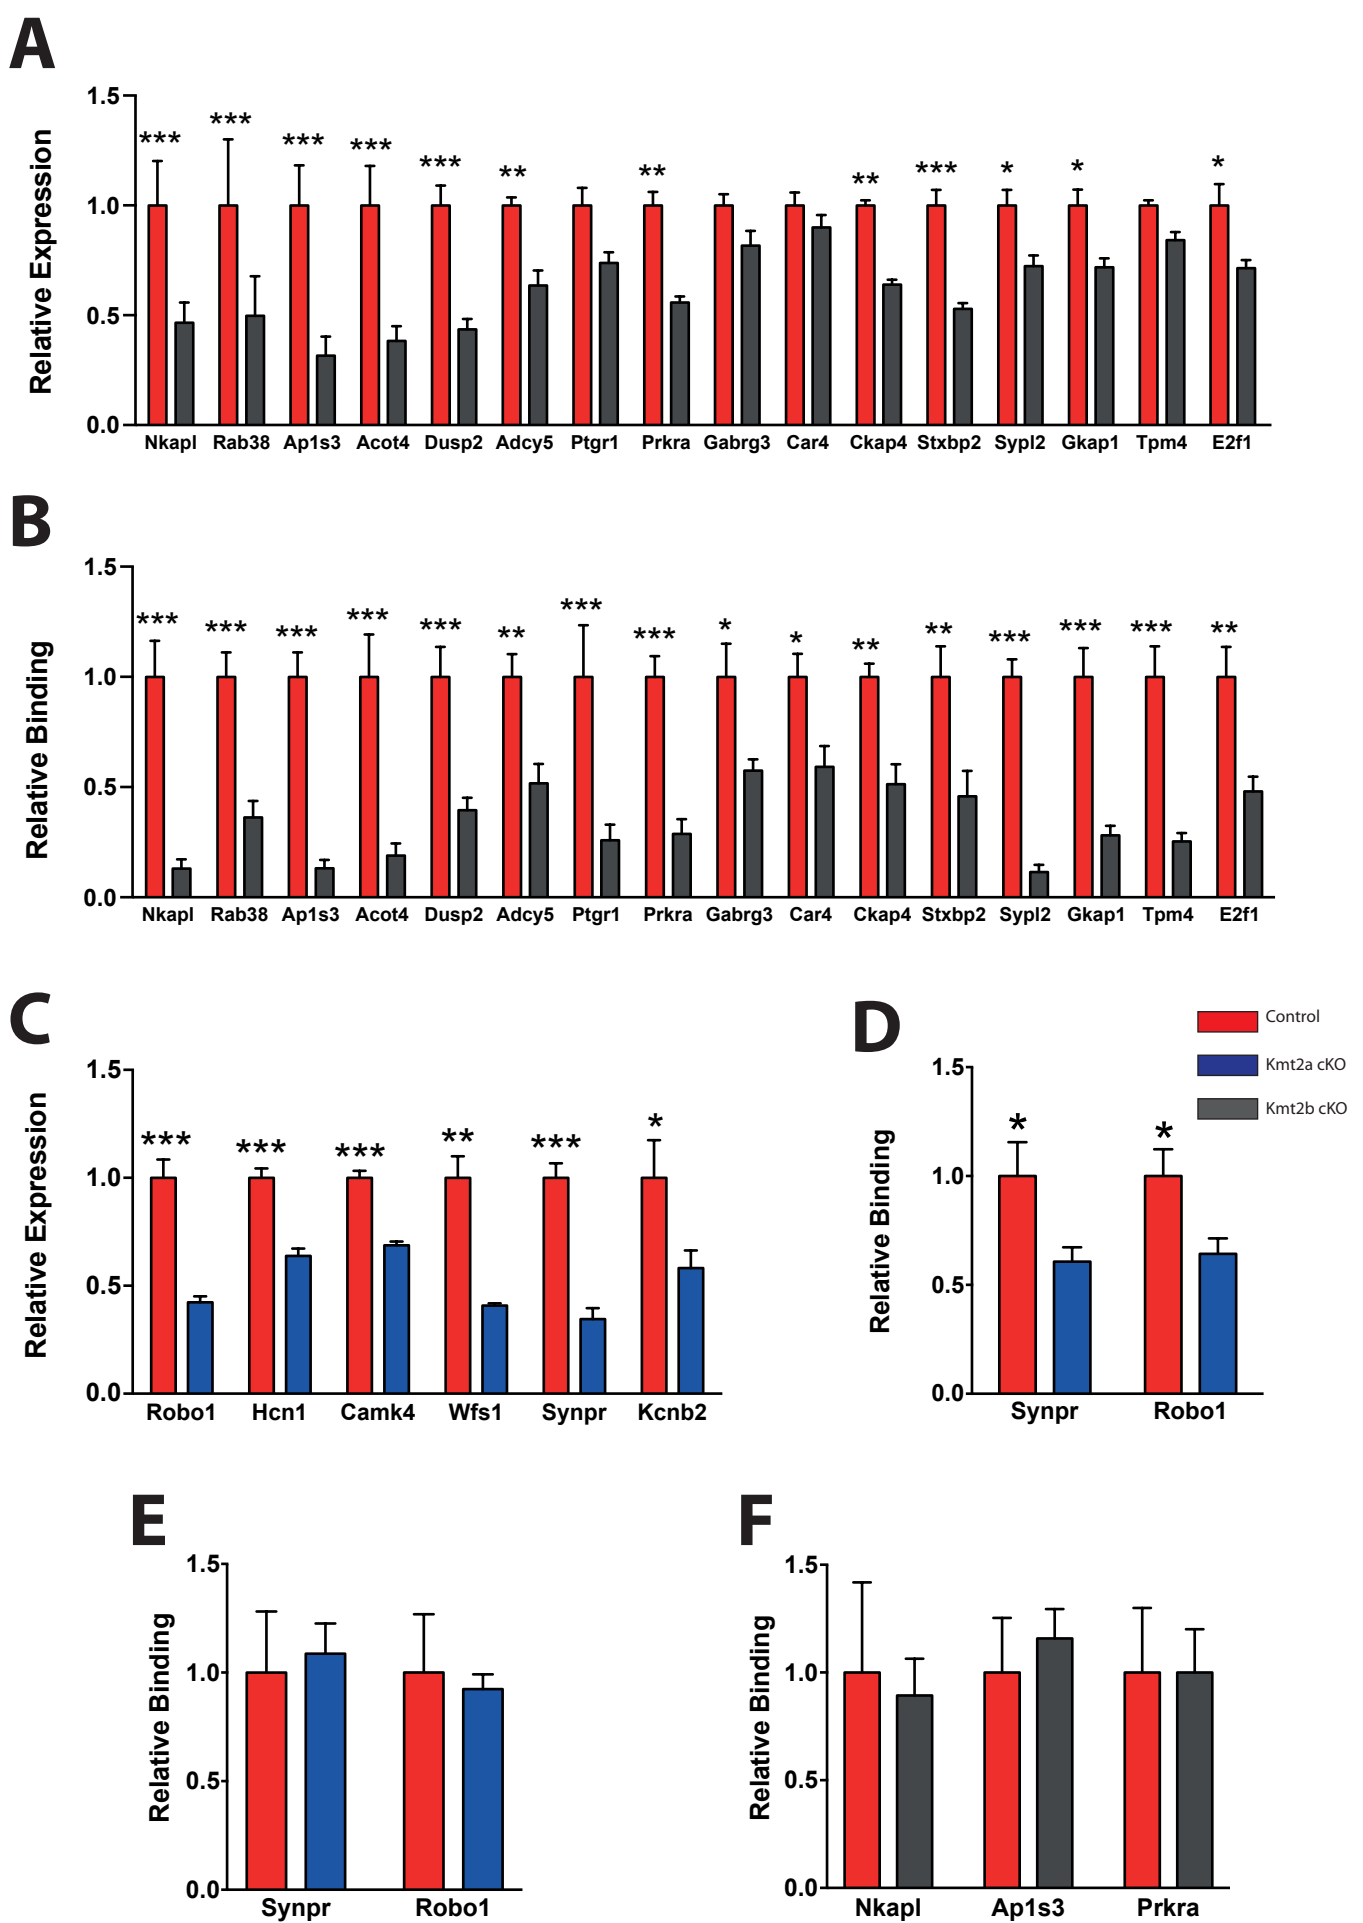 A
Relative Expression
1.5
1.0
0.5
0.0
*** *** *** *** *** ** ** ** *** * * *
Nkapl Rab38 Ap1s3 Acot4 Dusp2 Adcy5 Ptgr1 Prkra Gabrg3 Car4 Ckap4 Stxbp2 Sypl2 Gkap1 Tpm4 E2f1
B
Relative Binding
1.5
1.0
0.5
0.0
*** *** *** *** *** ** *** *** * * ** ** *** *** *** **
Nkapl Rab38 Ap1s3 Acot4 Dusp2 Adcy5 Ptgr1 Prkra Gabrg3 Car4 Ckap4 Stxbp2 Sypl2 Gkap1 Tpm4 E2f1
C
Relative Expression
1.5
1.0
0.5
0.0
*** *** *** ** *** *
Robo1 Hcn1 Camk4 Wfs1 Synpr Kcnb2
D
Relative Binding
1.5
1.0
0.5
0.0
* *
Synpr Robo1
Control
Kmt2a cKO
Kmt2b cKO
E
Relative Binding
1.5
1.0
0.5
0.0
Synpr Robo1
F
Relative Binding
1.5
1.0
0.5
0.0
Nkapl Ap1s3 Prkra